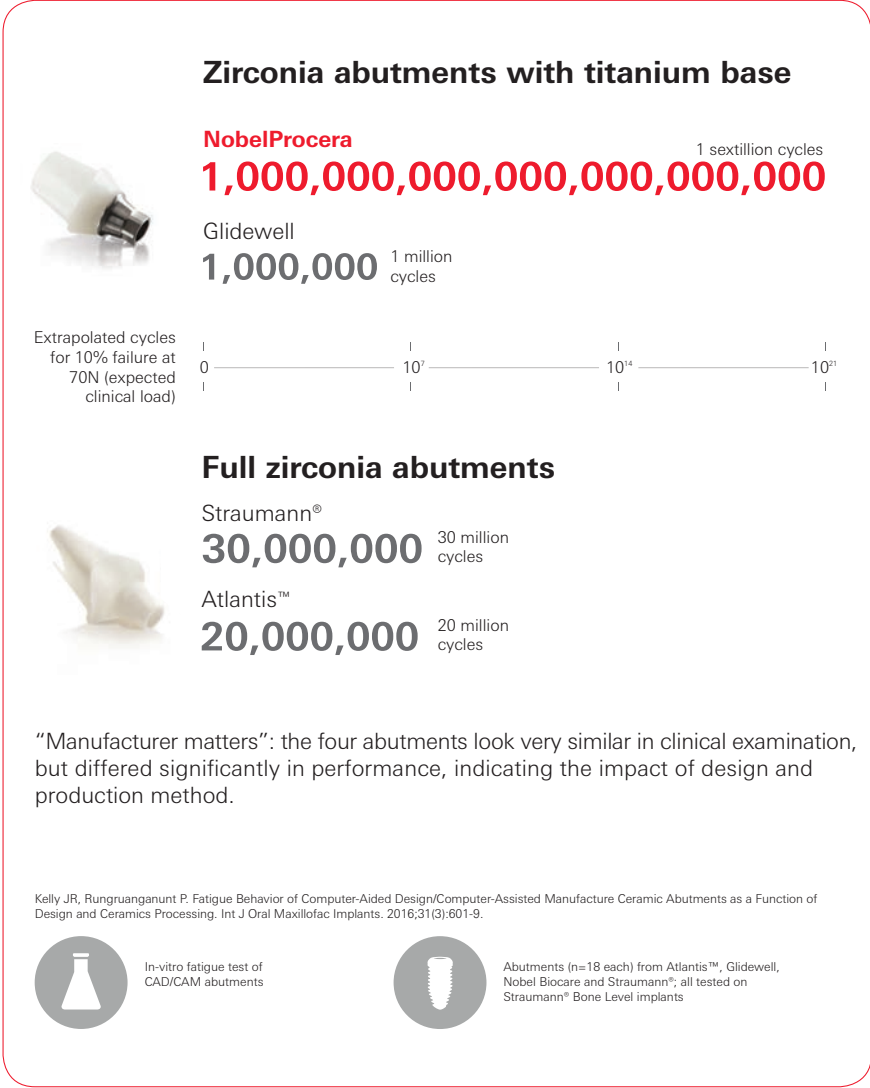 Zirconia abutments with titanium base
NobelProcera
1 sextillion cycles
1,000,000,000,000,000,000,000
Glidewell
1,000,000
1 million
cycles
Extrapolated cycles
for 10% failure at
70N (expected
clinical load)
0
10⁷
10¹⁴
10²¹
Full zirconia abutments
Straumann®
30,000,000
30 million
cycles
Atlantis™
20,000,000
20 million
cycles
“Manufacturer matters”: the four abutments look very similar in clinical examination,
but differed significantly in performance, indicating the impact of design and
production method.
Kelly JR, Rungruanganunt P. Fatigue Behavior of Computer-Aided Design/Computer-Assisted Manufacture Ceramic Abutments as a Function of
Design and Ceramics Processing. Int J Oral Maxillofac Implants. 2016;31(3):601-9.
In-vitro fatigue test of
CAD/CAM abutments
Abutments (n=18 each) from Atlantis™, Glidewell,
Nobel Biocare and Straumann®; all tested on
Straumann® Bone Level implants